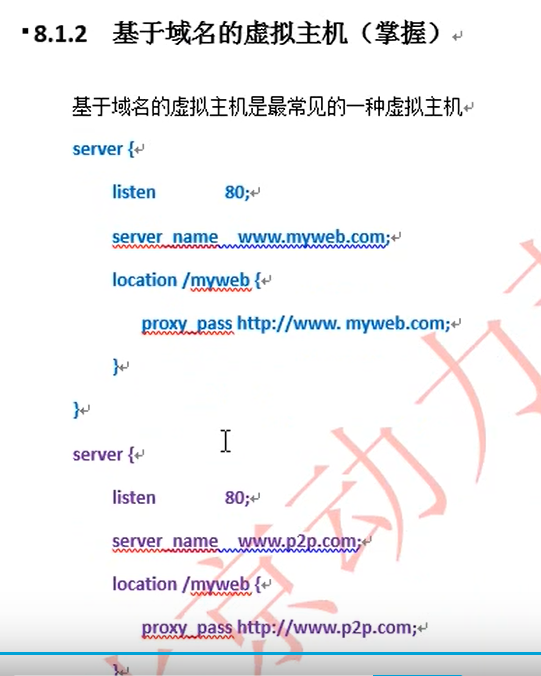 8.1.2 基于域名的虚拟主机（掌握）
基于域名的虚拟主机是最常见的一种虚拟主机
server {
listen 80;
server_name www.myweb.com;
location /myweb {
proxy_pass http://www. myweb.com;
}
}
server {
listen 80;
server_name www.p2p.com;
location /myweb {
proxy_pass http://www.p2p.com;
}
京动力